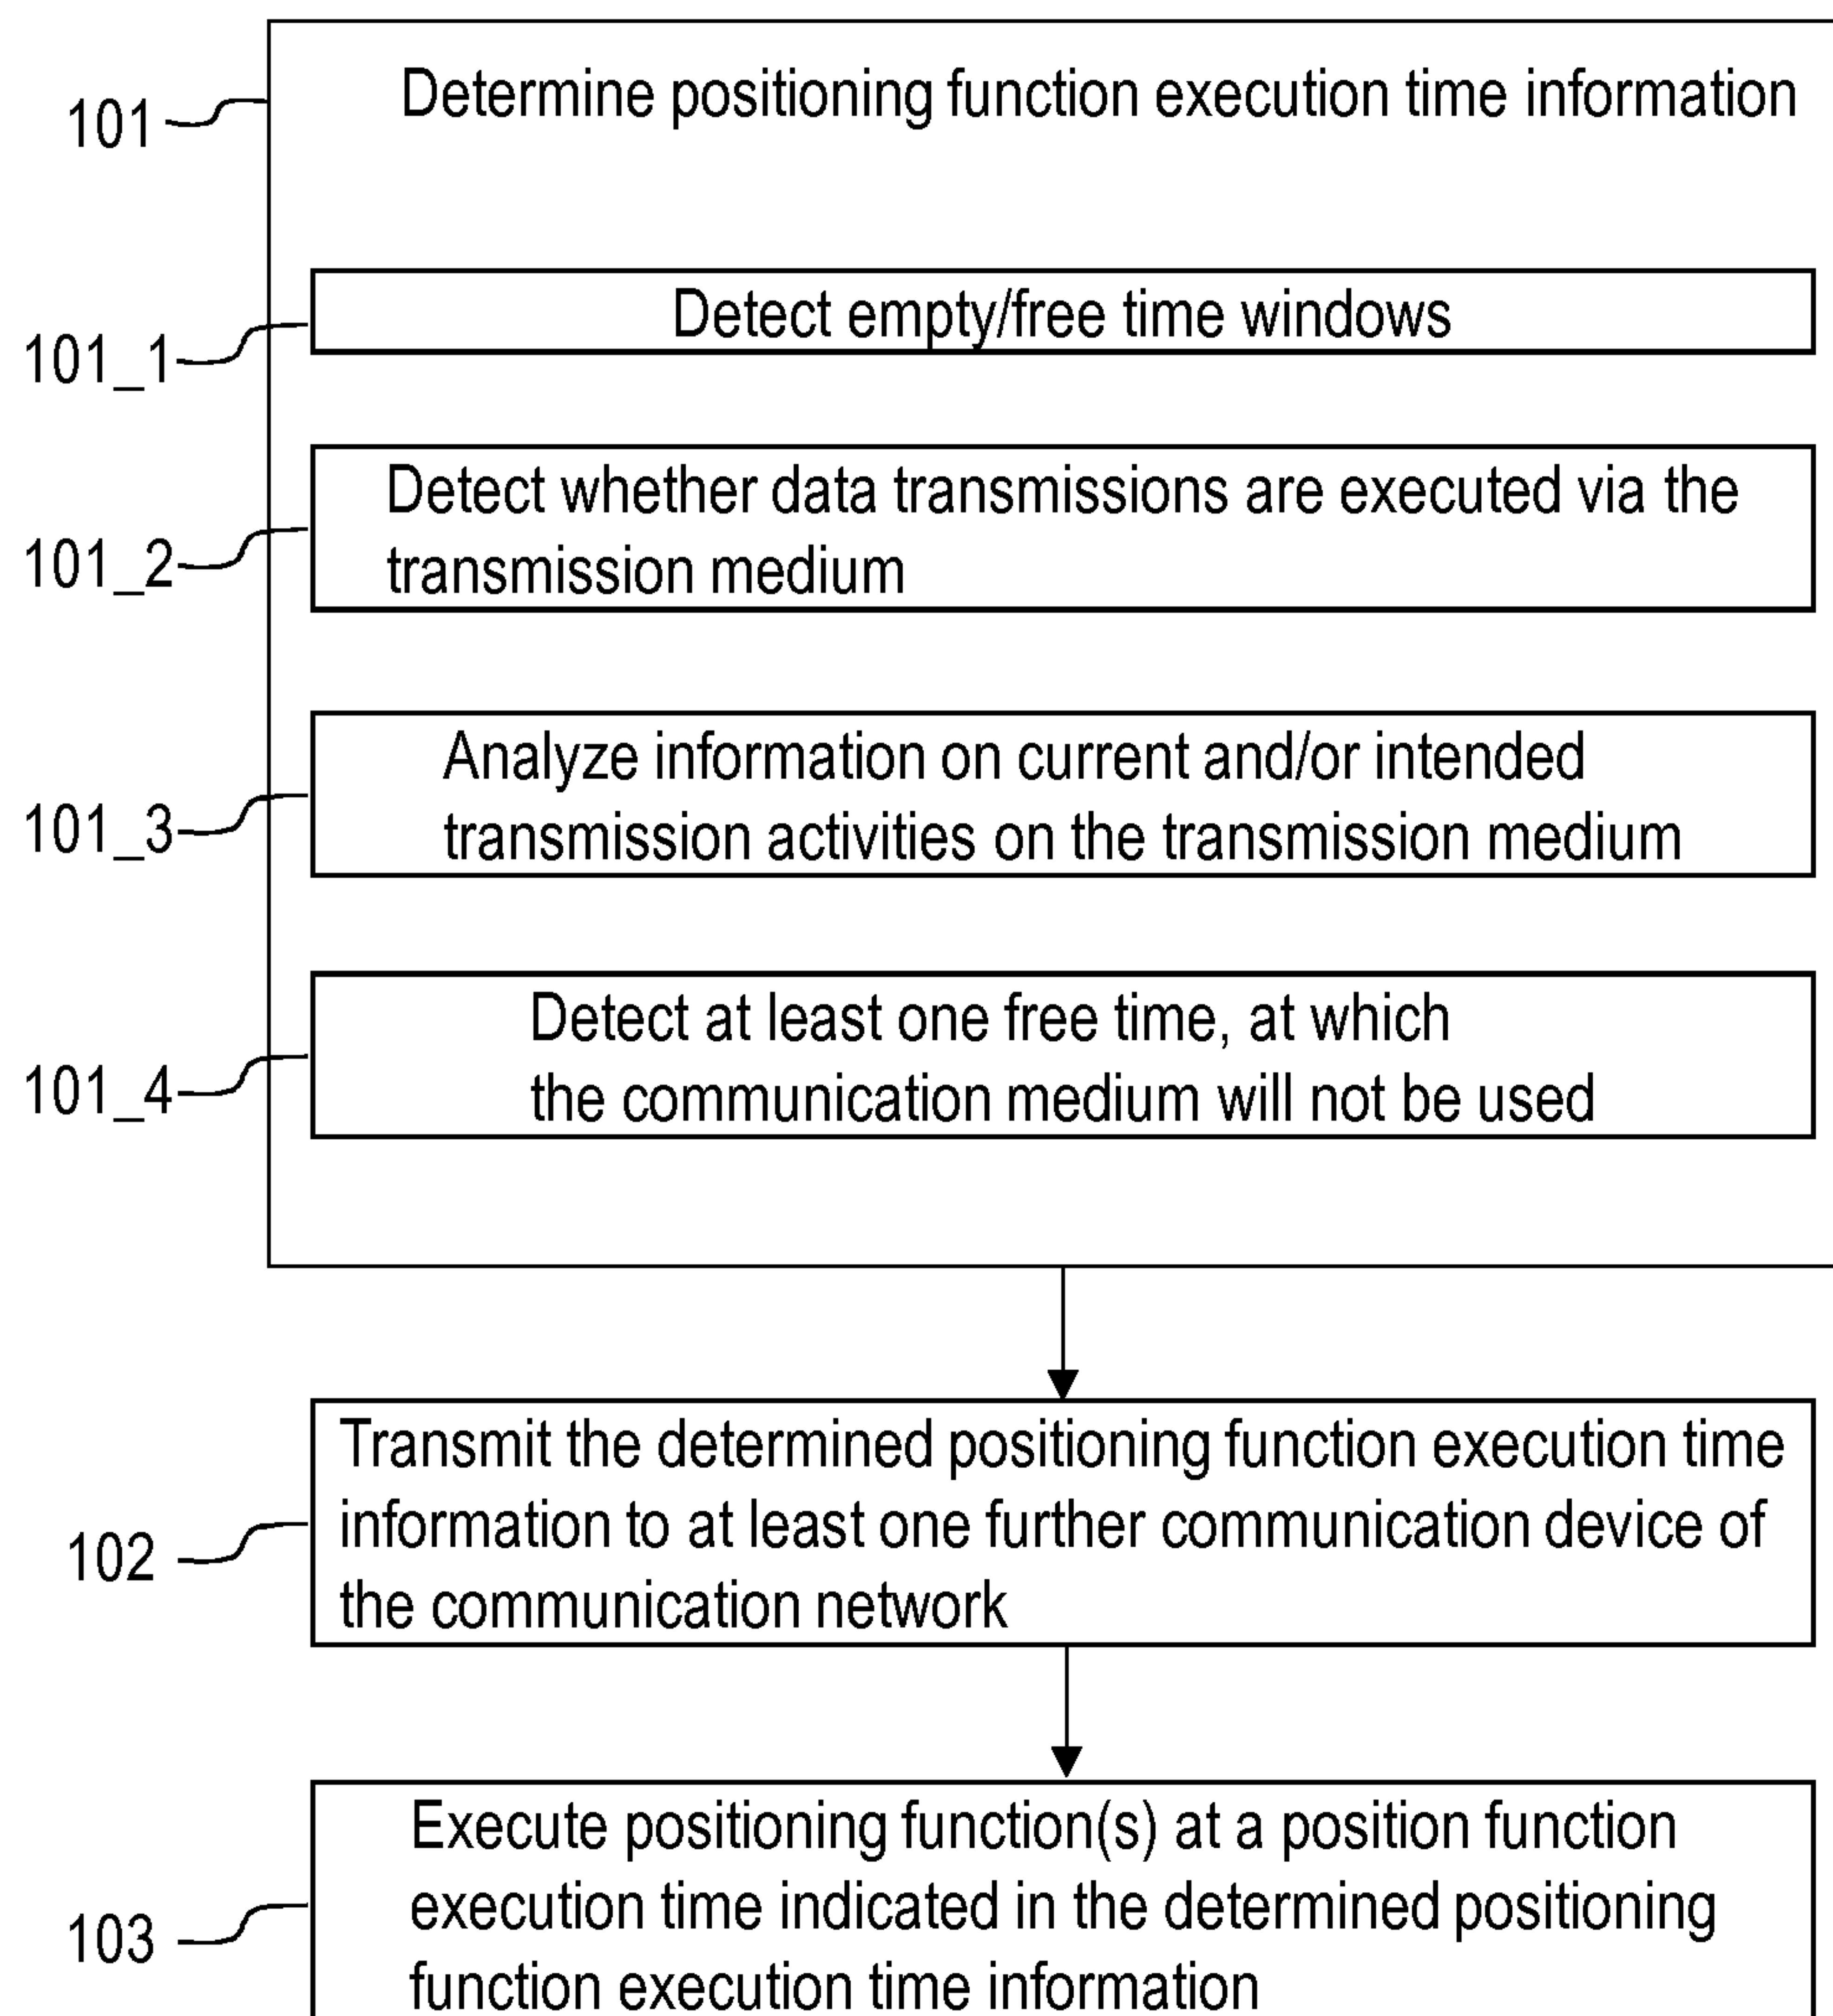 Determine positioning function execution time information
101
Detect empty/free time windows
101_1
Detect whether data transmissions are executed via the
transmission medium
101_2
Analyze information on current and/or intended
transmission activities on the transmission medium
101_3
Detect at least one free time, at which
the communication medium will not be used
101_4
Transmit the determined positioning function execution time
information to at least one further communication device of
the communication network
102
Execute positioning function(s) at a position function
execution time indicated in the determined positioning
function execution time information
103